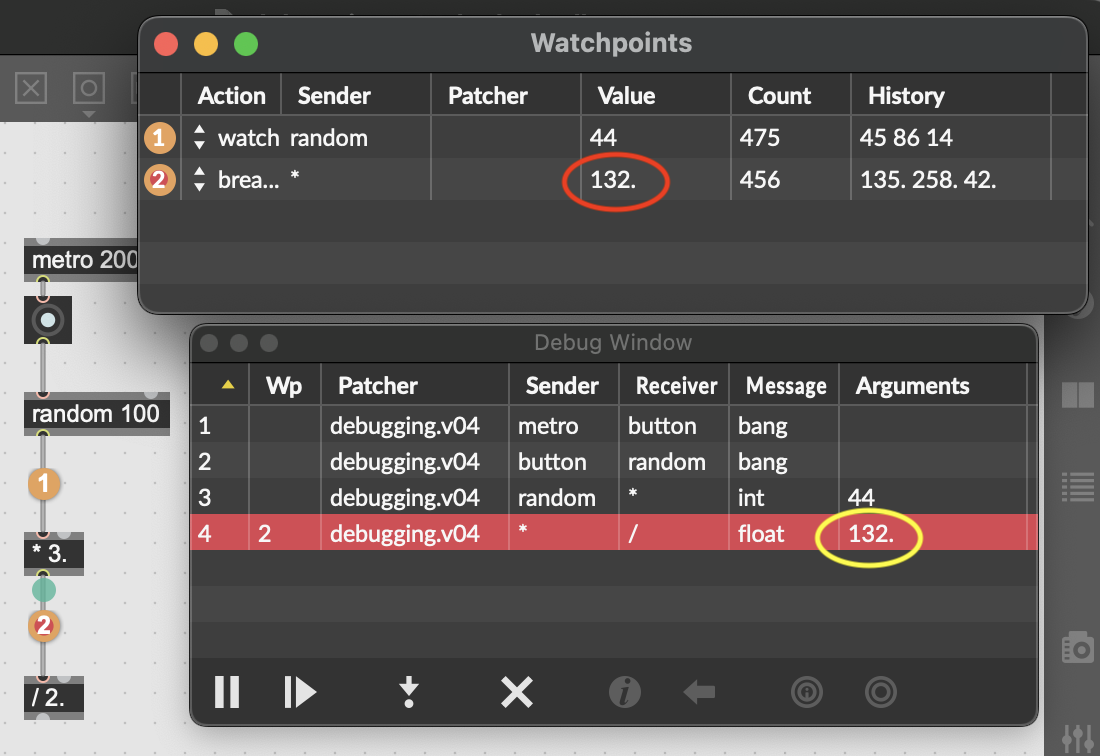 Watchpoints
Action Sender Patcher Value Count History
1 watch random 44 475 45 86 14
2 brea... * 132. 456 135. 258. 42.
metro 200
random 100
1
* 3.
2
/ 2.
Debug Window
Wp Patcher Sender Receiver Message Arguments
1 debugging.v04 metro button bang
2 debugging.v04 button random bang
3 debugging.v04 random * int 44
4 2 debugging.v04 * / float 132.